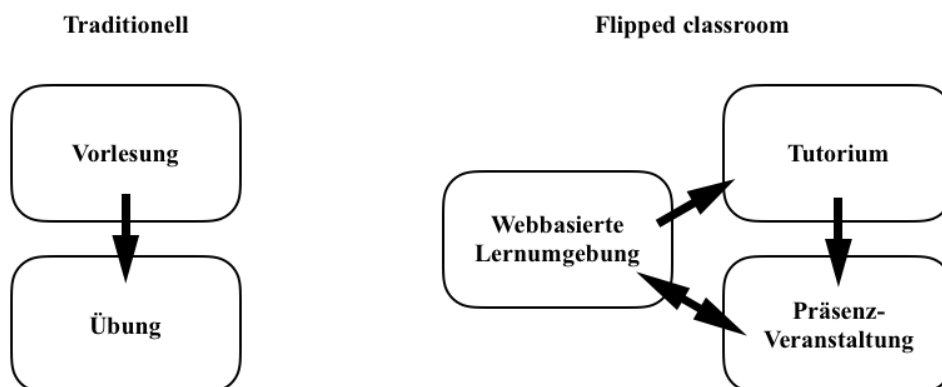 Traditionell
Vorlesung
Übung
Flipped classroom
Webbasierte
Lernumgebung
Tutorium
Präsenz-
Veranstaltung